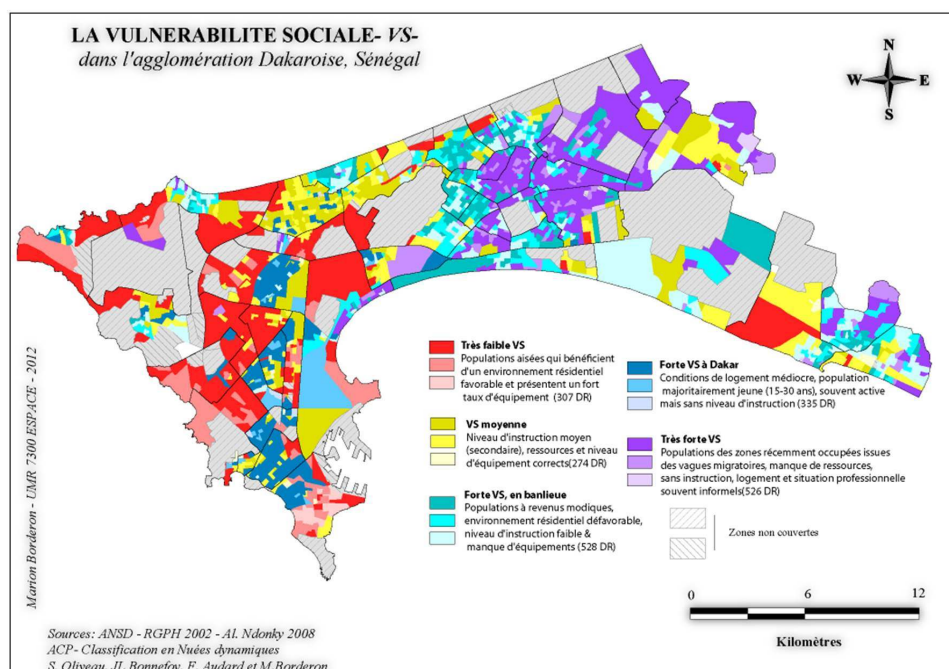 LA VULNERABILITE SOCIALE- VS-
dans l'agglomération Dakaroise, Sénégal
N
W E
S
Très faible VS
Populations aisées qui bénéficient
d'un environnement résidentiel
favorable et présentent un fort
taux d'équipement (307 DR)
VS moyenne
Niveau d'instruction moyen
(secondaire), ressources et niveau
d'équipement corrects(274 DR)
Forte VS, en banlieue
Populations à revenus modiques,
environnement résidentiel défavorable,
niveau d'instruction faible &
manque d'équipements (528 DR)
Forte VS à Dakar
Conditions de logement médiocre, population
majoritairement jeune (15-30 ans), souvent active
mais sans niveau d'instruction (335 DR)
Très forte VS
Populations des zones récemment occupées issues
des vagues migratoires, manque de ressources,
sans instruction, logement et situation professionnelle
souvent informels(526 DR)
Zones non couvertes
0 6 12
Kilomètres
Marion Borderon - UMR 7300 ESPACE - 2012
Sources: ANSD - RGPH 2002 - Al. Ndonky 2008
ACP- Classification en Nuées dynamiques
S. Oliveau, JL Bonnefoy, E. Audard et M.Borderon